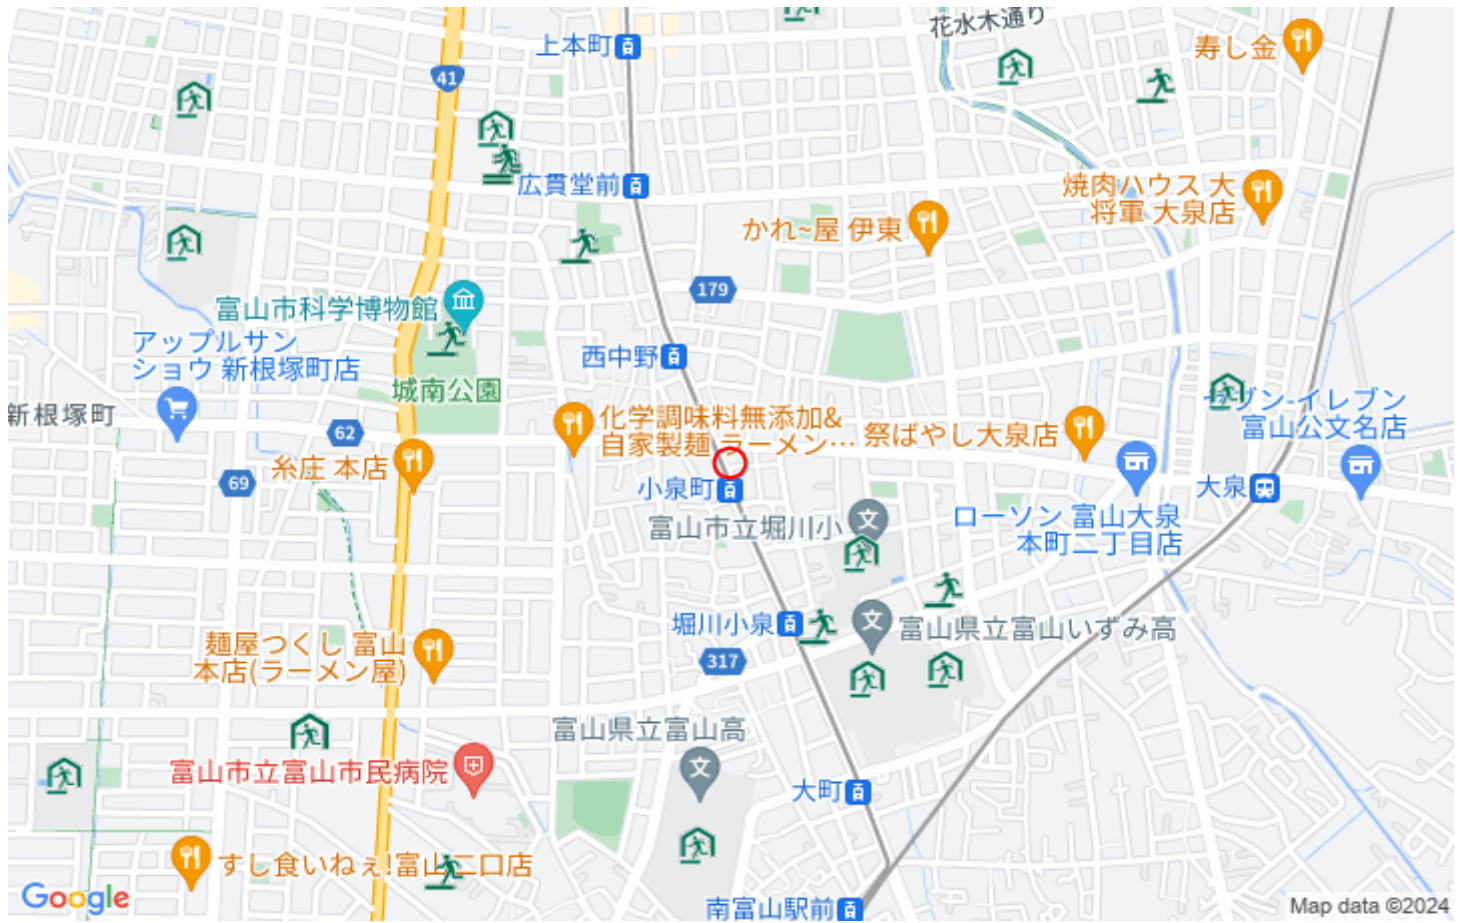 花水木通り
上本町
寿し金
41
広貫堂前
焼肉ハウス 大
将軍 大泉店
かれ~屋 伊東
179
富山市科学博物館
アップルサン
ショウ 新根塚町店
西中野
城南公園
新根塚町
62
化学調味料無添加&
自家製麺 ラーメン...
祭ばやし大泉店
セブン-イレブン
富山公文名店
糸庄 本店
69
小泉町
大泉
富山市立堀川小
ローソン 富山大泉
本町二丁目店
堀川小泉
富山県立富山いずみ高
麺屋つくし 富山
本店(ラーメン屋)
317
富山県立富山高
富山市立富山市民病院
大町
すし食いねぇ!富山二口店
Google
南富山駅前
Map data ©2024